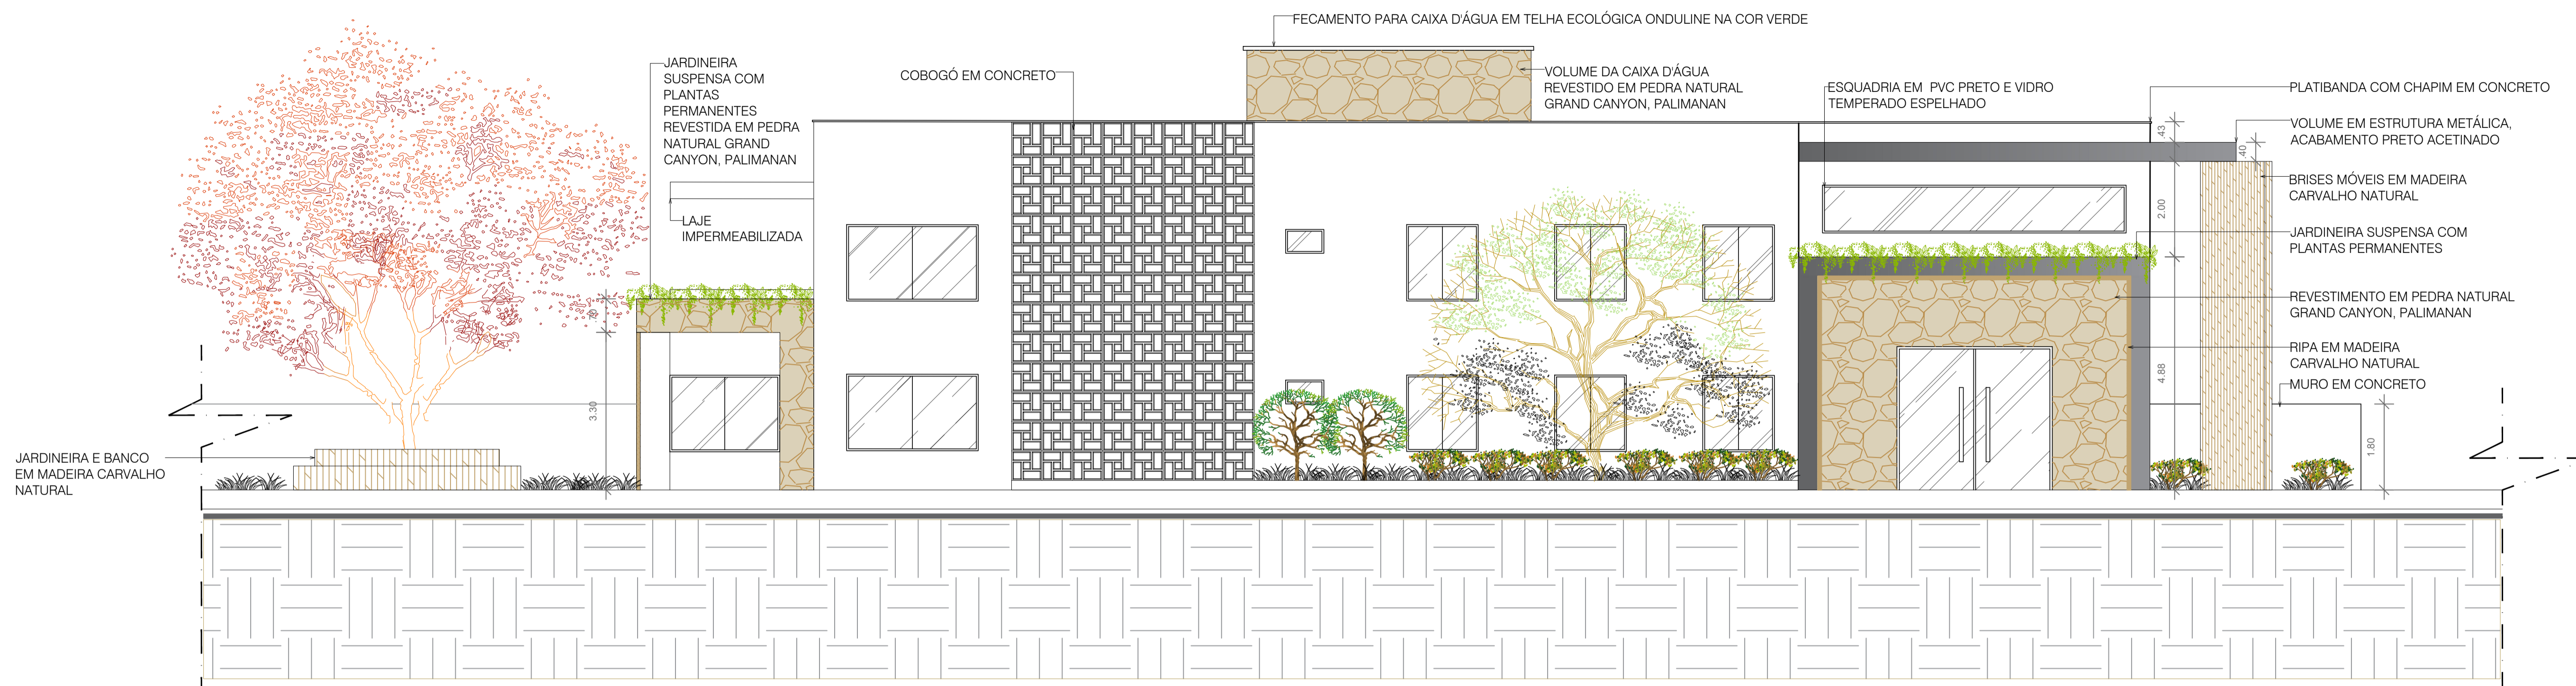 FECAMENTO PARA CAIXA D'ÁGUA EM TELHA ECOLÓGICA ONDULINE NA COR VERDE
JARDINEIRA
SUSPENSA COM
PLANTAS
PERMANENTES
REVESTIDA EM PEDRA
NATURAL GRAND
CANYON, PALIMANAN
COBOGÓ EM CONCRETO
VOLUME DA CAIXA D'ÁGUA
REVESTIDO EM PEDRA NATURAL
GRAND CANYON, PALIMANAN
ESQUADRIA EM PVC PRETO E VIDRO
TEMPERADO ESPELHADO
PLATIBANDA COM CHAPIM EM CONCRETO
VOLUME EM ESTRUTURA METÁLICA,
ACABAMENTO PRETO ACETINADO
BRISES MÓVEIS EM MADEIRA
CARVALHO NATURAL
LAJE
IMPERMEABILIZADA
JARDINEIRA SUSPENSA COM
PLANTAS PERMANENTES
REVESTIMENTO EM PEDRA NATURAL
GRAND CANYON, PALIMANAN
RIPA EM MADEIRA
CARVALHO NATURAL
MURO EM CONCRETO
JARDINEIRA E BANCO
EM MADEIRA CARVALHO
NATURAL
.43
.40
2.00
4.88
1.80
3.30